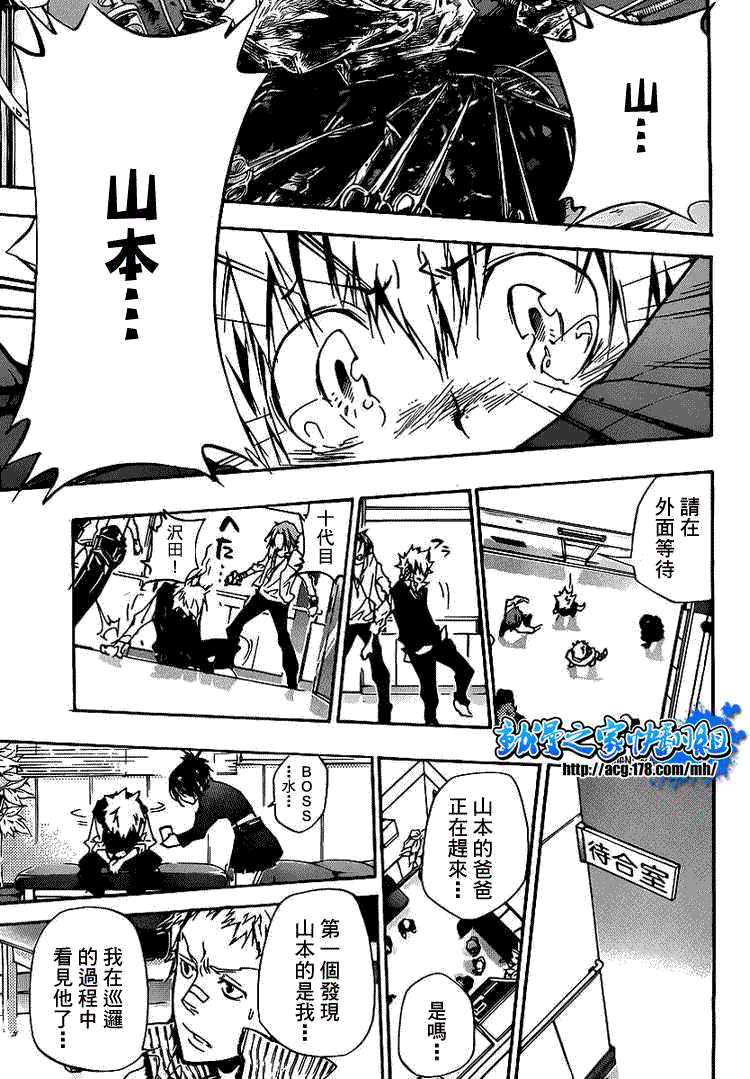 山…
山本…
請在
外面等待
十代目
へた…
沢田！
動漫之家快翻組
http://acg.178.com/mh/
待合室
山本的爸爸
正在趕來…
是嗎…
BOSS
…水…
第一個發現
山本的是我…
我在巡邏
的過程中
看見他了…